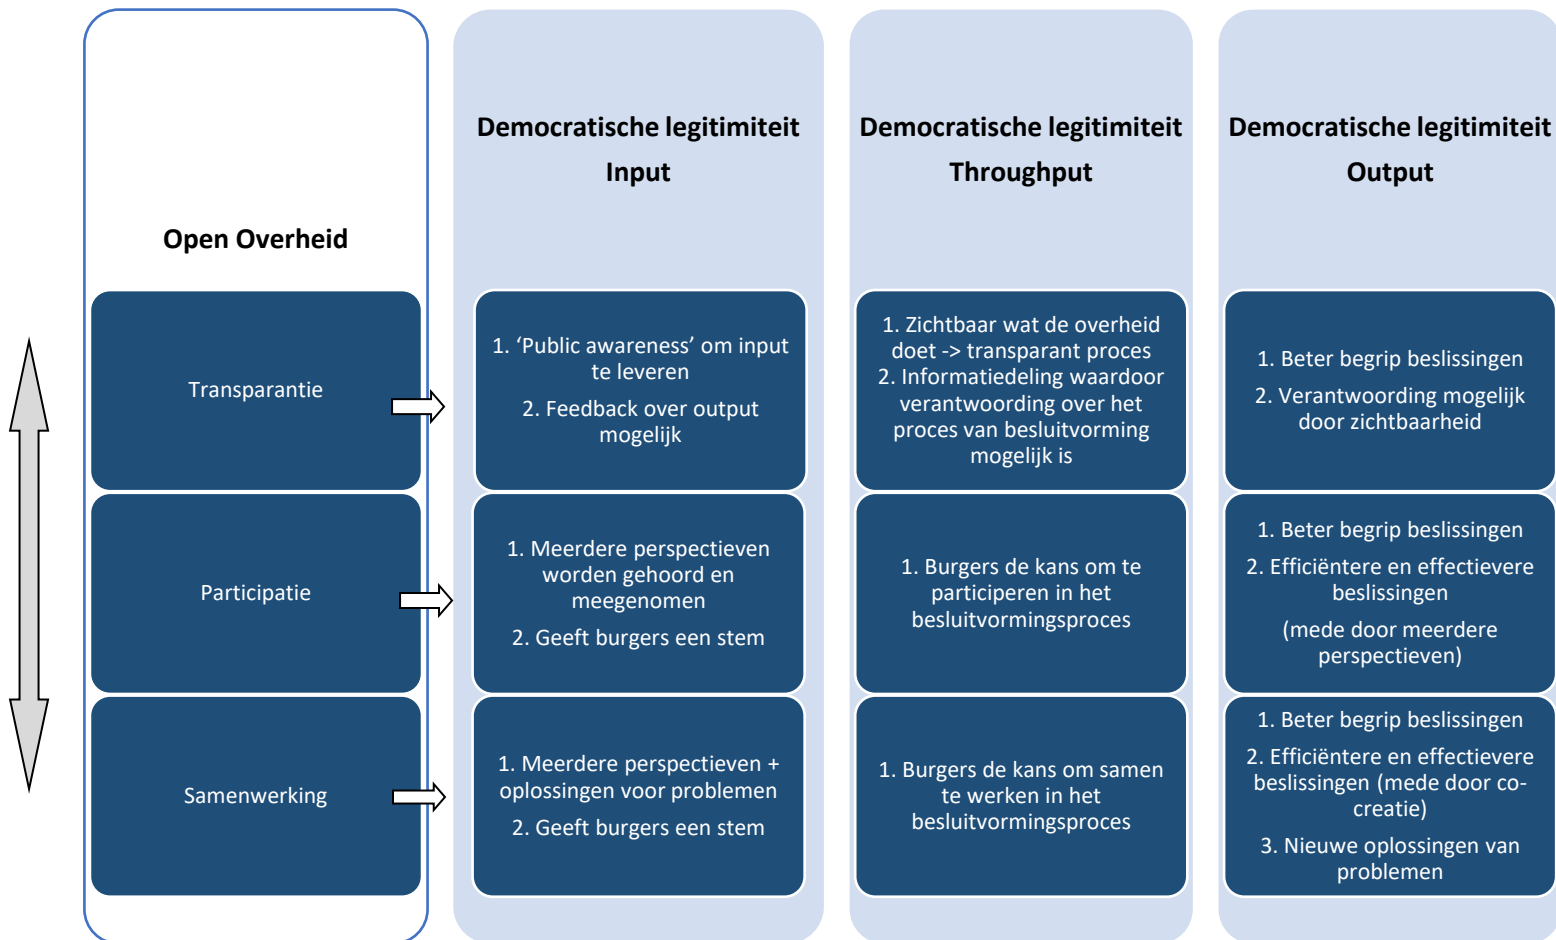 Open Overheid
Transparantie
Participatie
Samenwerking
Democratische legitimiteit
Input
1. ‘Public awareness’ om input
te leveren
2. Feedback over output
mogelijk
1. Meerdere perspectieven
worden gehoord en
meegenomen
2. Geeft burgers een stem
1. Meerdere perspectieven +
oplossingen voor problemen
2. Geeft burgers een stem
Democratische legitimiteit
Throughput
1. Zichtbaar wat de overheid
doet -> transparant proces
2. Informatiedeling waardoor
verantwoording over het
proces van besluitvorming
mogelijk is
1. Burgers de kans om te
participeren in het
besluitvormingsproces
1. Burgers de kans om samen
te werken in het
besluitvormingsproces
Democratische legitimiteit
Output
1. Beter begrip beslissingen
2. Verantwoording mogelijk
door zichtbaarheid
1. Beter begrip beslissingen
2. Efficiëntere en effectievere
beslissingen
(mede door meerdere
perspectieven)
1. Beter begrip beslissingen
2. Efficiëntere en effectievere
beslissingen (mede door co-
creatie)
3. Nieuwe oplossingen van
problemen